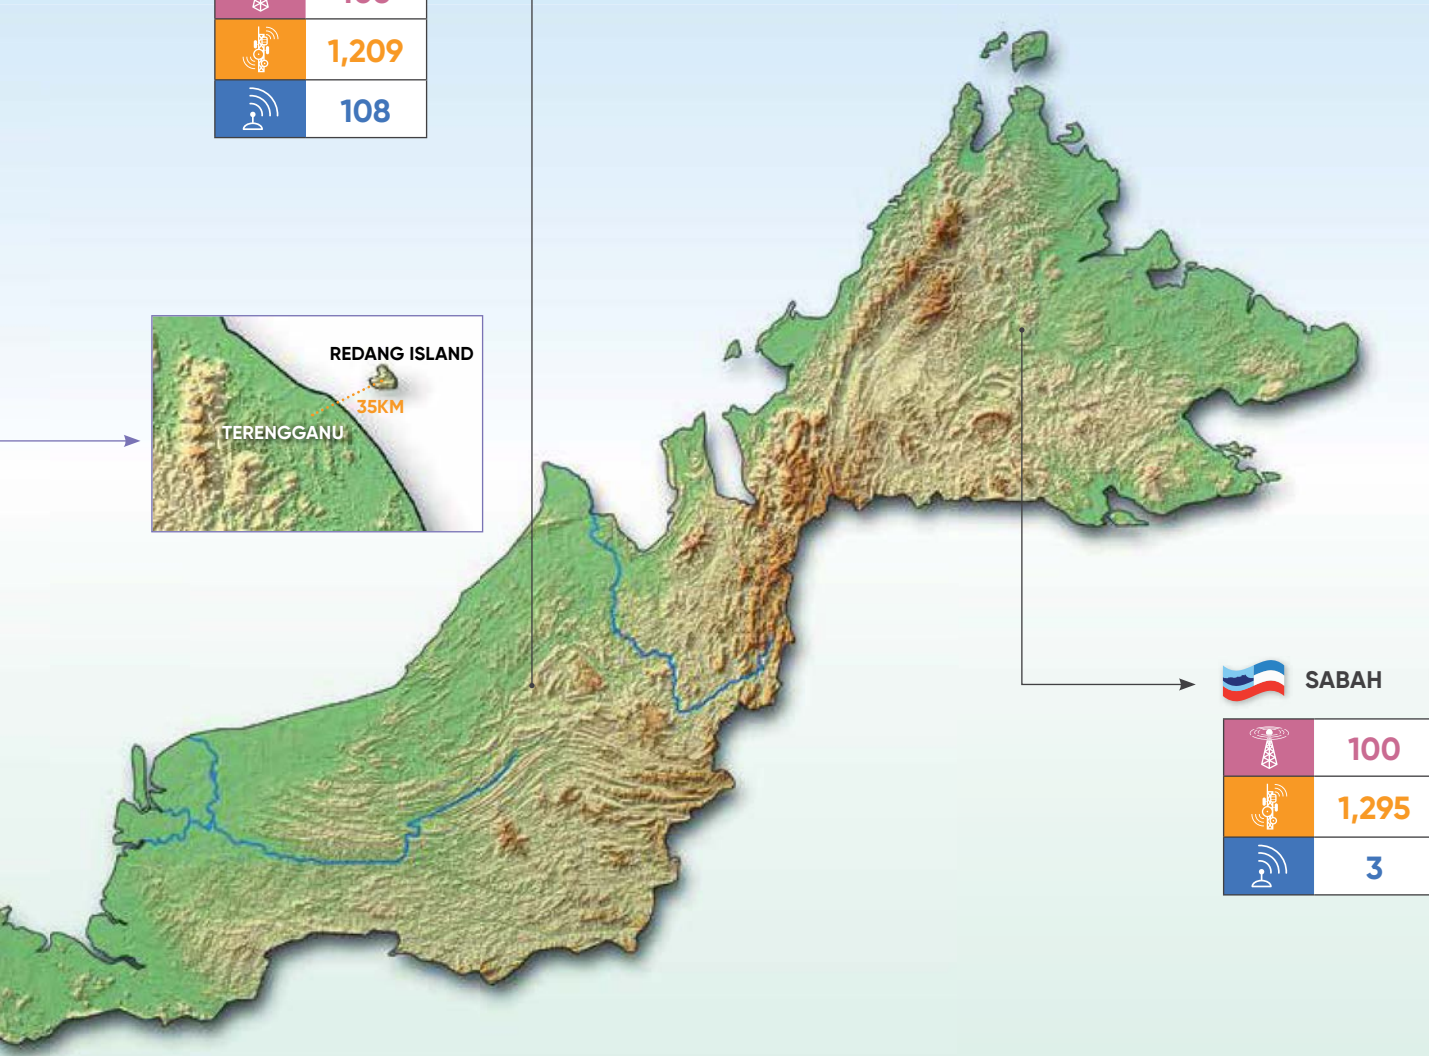 1,209
108
REDANG ISLAND
35KM
TERENGGANU
SABAH
100
1,295
3